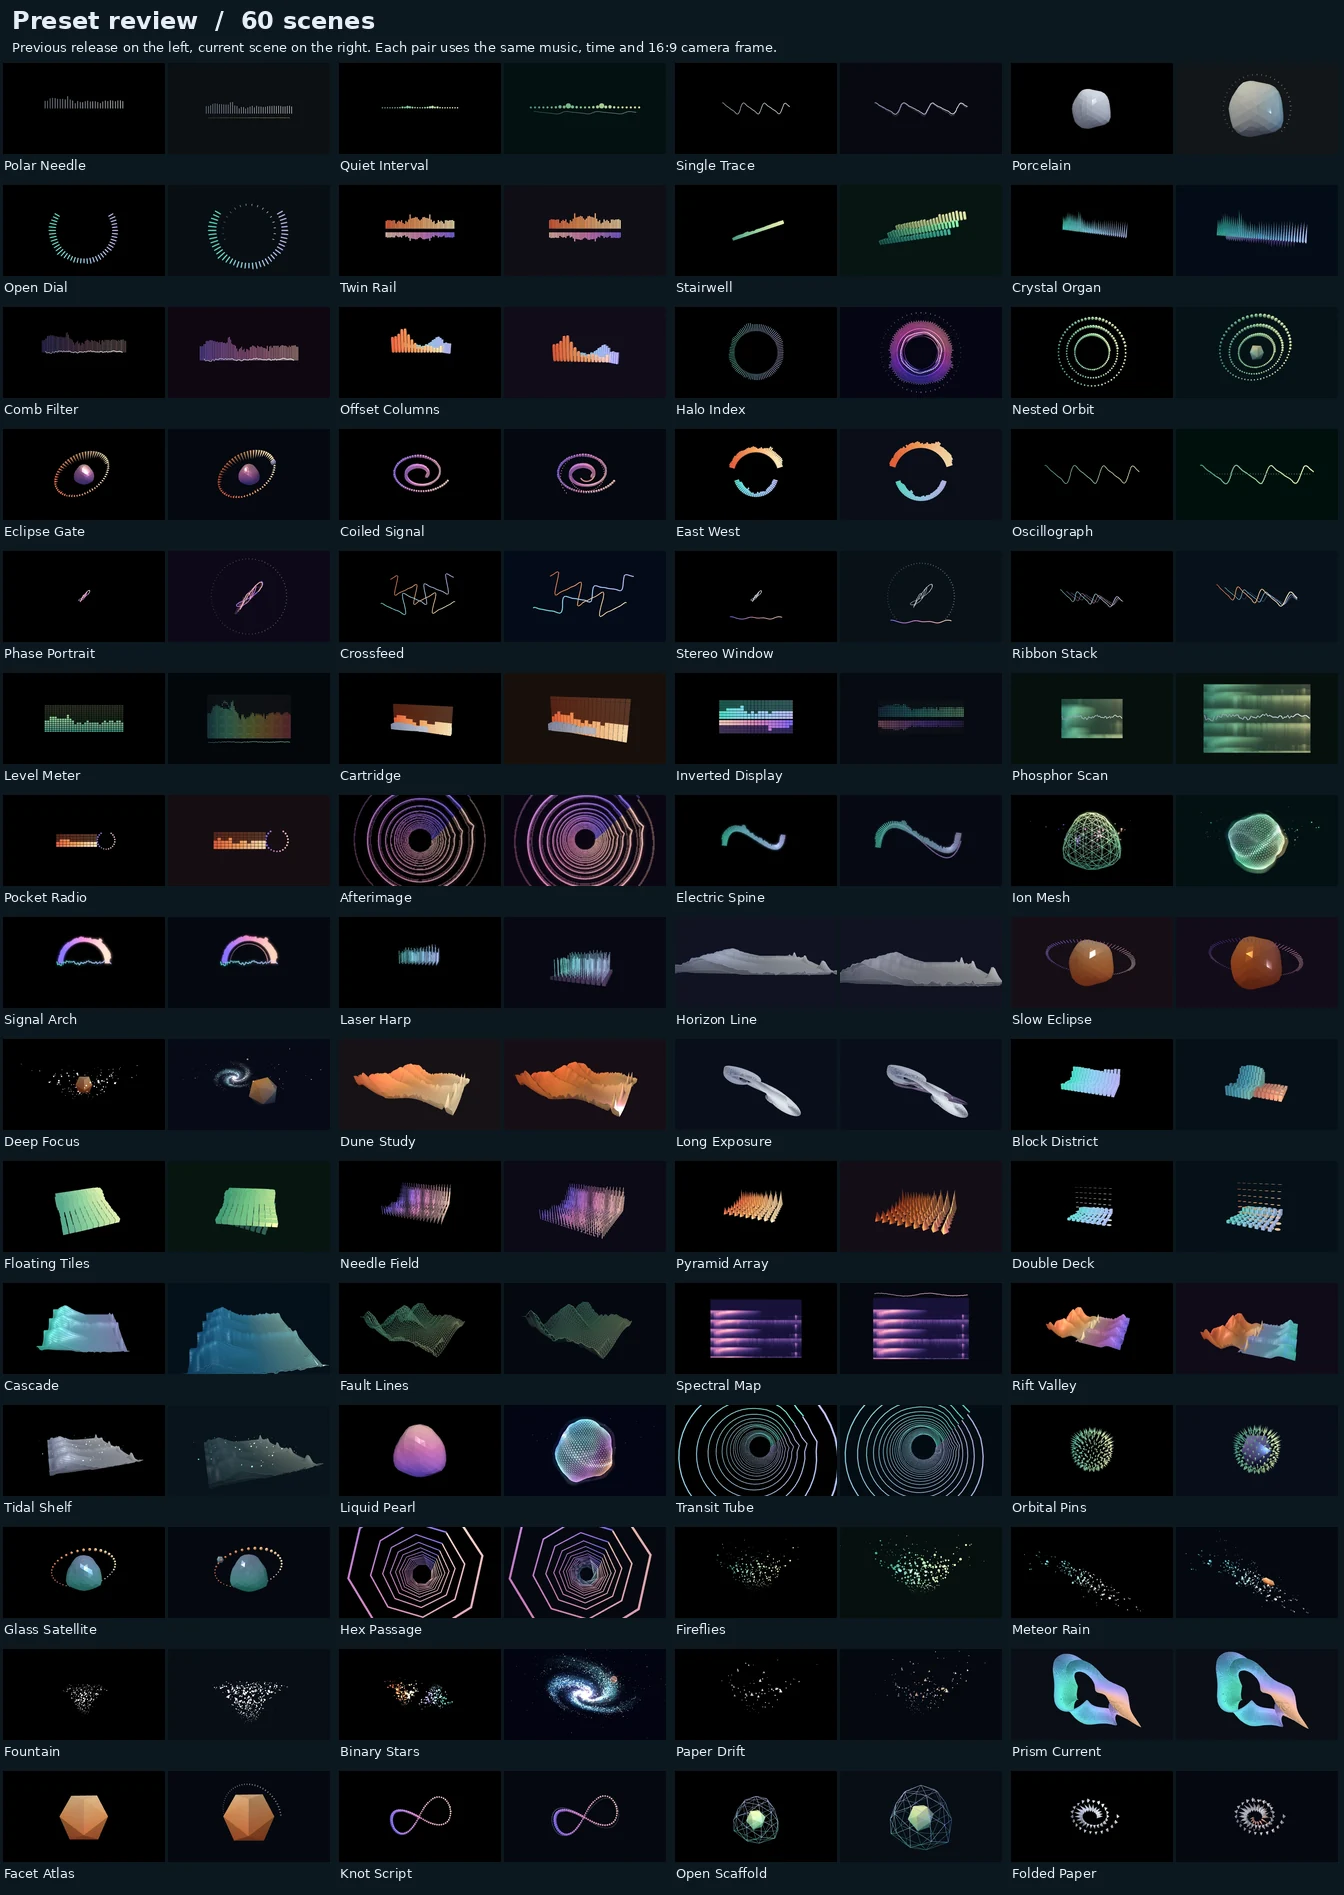 Preset review / 60 scenes
Previous release on the left, current scene on the right. Each pair uses the same music, time and 16:9 camera frame.
Polar Needle
Quiet Interval
Single Trace
Porcelain
Open Dial
Twin Rail
Stairwell
Crystal Organ
Comb Filter
Offset Columns
Halo Index
Nested Orbit
Eclipse Gate
Coiled Signal
East West
Oscillograph
Phase Portrait
Crossfeed
Stereo Window
Ribbon Stack
Level Meter
Cartridge
Inverted Display
Phosphor Scan
Pocket Radio
Afterimage
Electric Spine
Ion Mesh
Signal Arch
Laser Harp
Horizon Line
Slow Eclipse
Deep Focus
Dune Study
Long Exposure
Block District
Floating Tiles
Needle Field
Pyramid Array
Double Deck
Cascade
Fault Lines
Spectral Map
Rift Valley
Tidal Shelf
Liquid Pearl
Transit Tube
Orbital Pins
Glass Satellite
Hex Passage
Fireflies
Meteor Rain
Fountain
Binary Stars
Paper Drift
Prism Current
Facet Atlas
Knot Script
Open Scaffold
Folded Paper